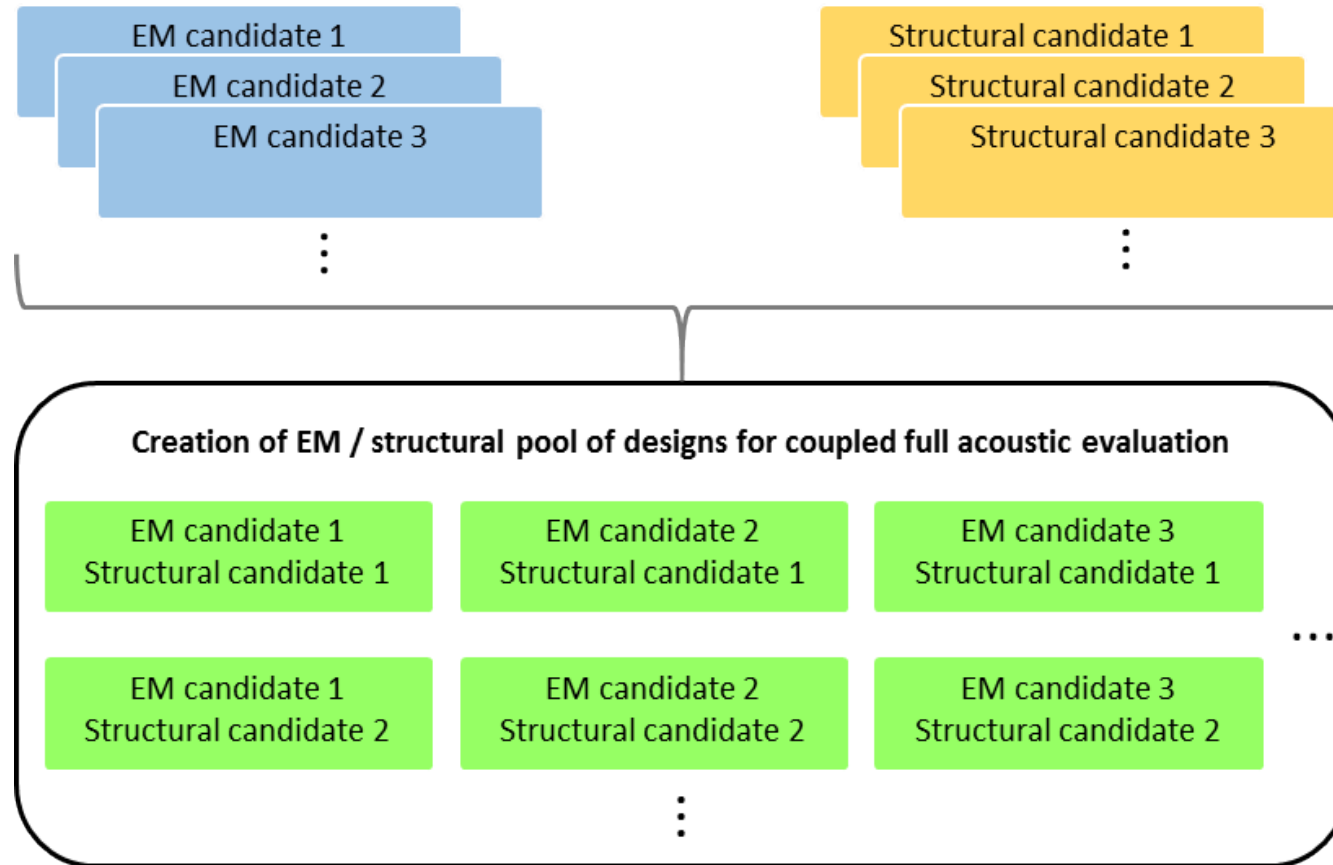 EM candidate 1
EM candidate 2
EM candidate 3
⋮
Structural candidate 1
Structural candidate 2
Structural candidate 3
⋮
Creation of EM / structural pool of designs for coupled full acoustic evaluation
EM candidate 1
Structural candidate 1
EM candidate 2
Structural candidate 1
EM candidate 3
Structural candidate 1
...
EM candidate 1
Structural candidate 2
EM candidate 2
Structural candidate 2
EM candidate 3
Structural candidate 2
⋮